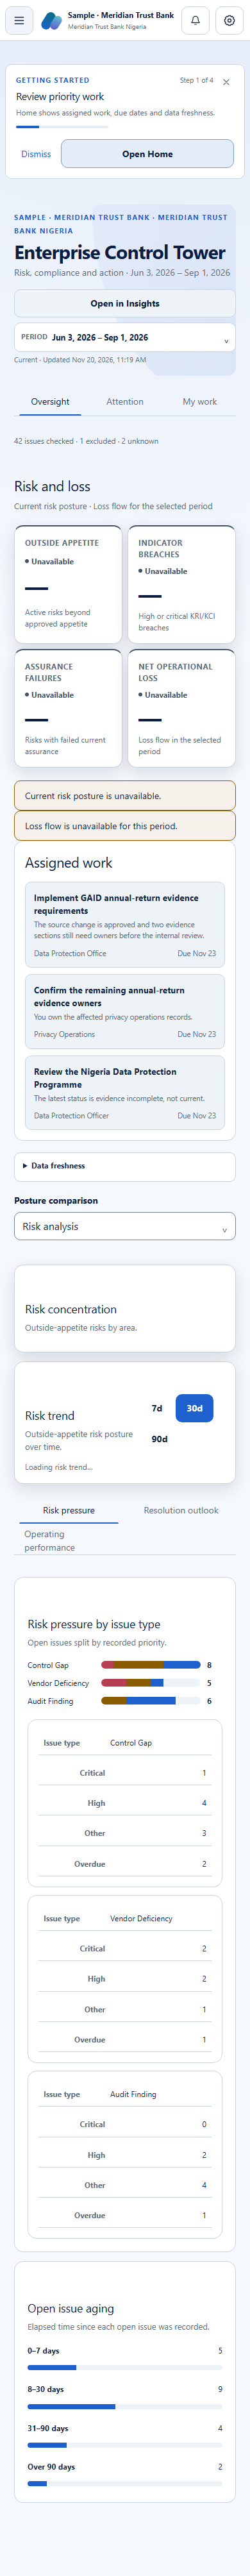 Sample · Meridian Trust Bank
Meridian Trust Bank Nigeria
GETTING STARTED
Step 1 of 4
Review priority work
Home shows assigned work, due dates and data freshness.
Dismiss
Open Home
SAMPLE · MERIDIAN TRUST BANK · MERIDIAN TRUST
BANK NIGERIA
Enterprise Control Tower
Risk, compliance and action · Jun 3, 2026 – Sep 1, 2026
Open in Insights
PERIOD Jun 3, 2026 – Sep 1, 2026
Current · Updated Nov 20, 2026, 11:19 AM
Oversight
Attention
My work
42 issues checked · 1 excluded · 2 unknown
Risk and loss
Current risk posture · Loss flow for the selected period
OUTSIDE APPETITE
Unavailable
—
Active risks beyond
approved appetite
INDICATOR
BREACHES
Unavailable
—
High or critical KRI/KCI
breaches
ASSURANCE
FAILURES
Unavailable
—
Risks with failed current
assurance
NET OPERATIONAL
LOSS
Unavailable
—
Loss flow in the selected
period
Current risk posture is unavailable.
Loss flow is unavailable for this period.
Assigned work
Implement GAID annual-return evidence
requirements
The source change is approved and two evidence
sections still need owners before the internal review.
Data Protection Office
Due Nov 23
Confirm the remaining annual-return
evidence owners
You own the affected privacy operations records.
Privacy Operations
Due Nov 23
Review the Nigeria Data Protection
Programme
The latest status is evidence incomplete, not current.
Data Protection Officer
Due Nov 23
Data freshness
Posture comparison
Risk analysis
Risk concentration
Outside-appetite risks by area.
Risk trend
Outside-appetite risk posture
over time.
7d
30d
90d
Loading risk trend...
Risk pressure
Resolution outlook
Operating
performance
Risk pressure by issue type
Open issues split by recorded priority.
Control Gap 8
Vendor Deficiency 5
Audit Finding 6
Issue type Control Gap
Critical 1
High 4
Other 3
Overdue 2
Issue type Vendor Deficiency
Critical 2
High 2
Other 1
Overdue 1
Issue type Audit Finding
Critical 0
High 2
Other 4
Overdue 1
Open issue aging
Elapsed time since each open issue was recorded.
0–7 days 5
8–30 days 9
31–90 days 4
Over 90 days 2